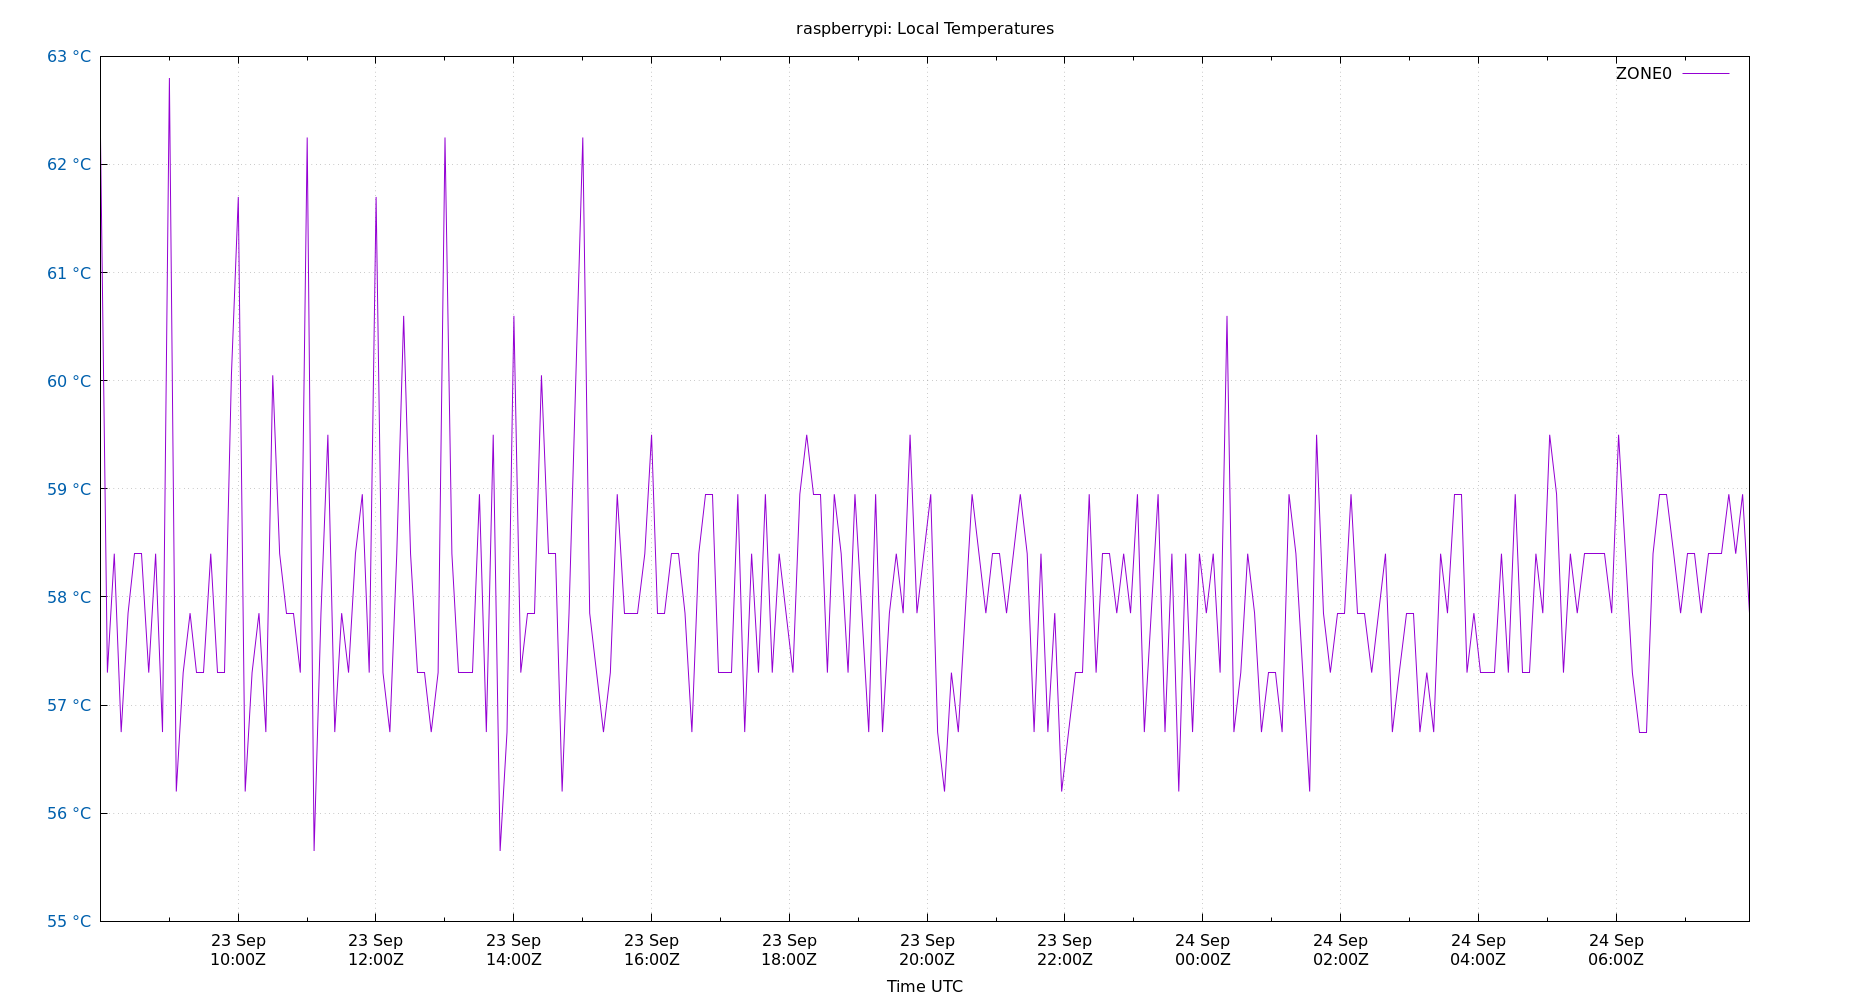 raspberrypi: Local Temperatures
63 °C
ZONE0
62 °C
61 °C
60 °C
59 °C
58 °C
57 °C
56 °C
55 °C
23 Sep 23 Sep 23 Sep 23 Sep 23 Sep 23 Sep 23 Sep 24 Sep 24 Sep 24 Sep 24 Sep
10:00Z 12:00Z 14:00Z 16:00Z 18:00Z 20:00Z 22:00Z 00:00Z 02:00Z 04:00Z 06:00Z
Time UTC